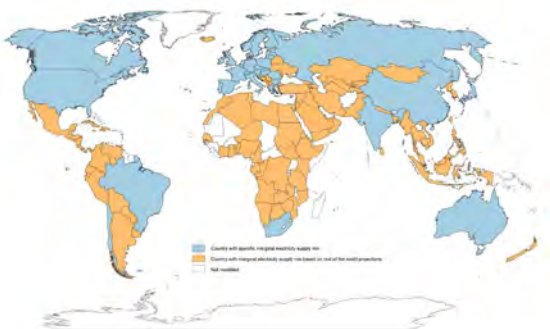 Country with specific marginal electricity supply mix
Country with marginal electricity supply mix based on rest of the world projections
Not modelled